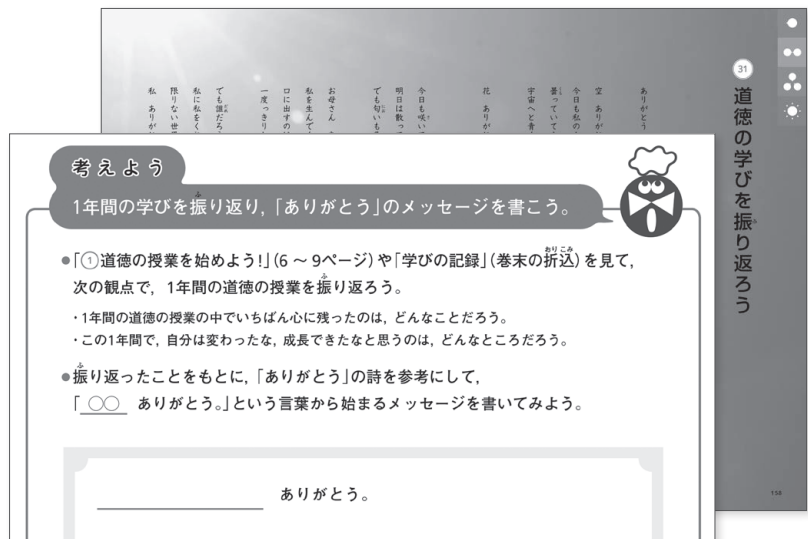 31
道徳の学びを振り返ろう
ありがとう
空　ありが
今日も私の
曇っていて
宇宙へと青
花　ありが
今日も咲い
明日は散っ
でも匂いも
お母さん
私を生んで
口に出すのは
一度っきり
でも誰だろ
私に私をく
限りない世界
私　ありが
159
考えよう
1年間の学びを振り返り，「ありがとう」のメッセージを書こう。
●「①道徳の授業を始めよう！」（6 〜 9ページ）や「学びの記録」（巻末の折込）を見て，
次の観点で，1年間の道徳の授業を振り返ろう。
・1年間の道徳の授業の中でいちばん心に残ったのは，どんなことだろう。
・この1年間で，自分は変わったな，成長できたなと思うのは，どんなところだろう。
●振り返ったことをもとに，「ありがとう」の詩を参考にして，
「 ○○　ありがとう。」という言葉から始まるメッセージを書いてみよう。
ありがとう。